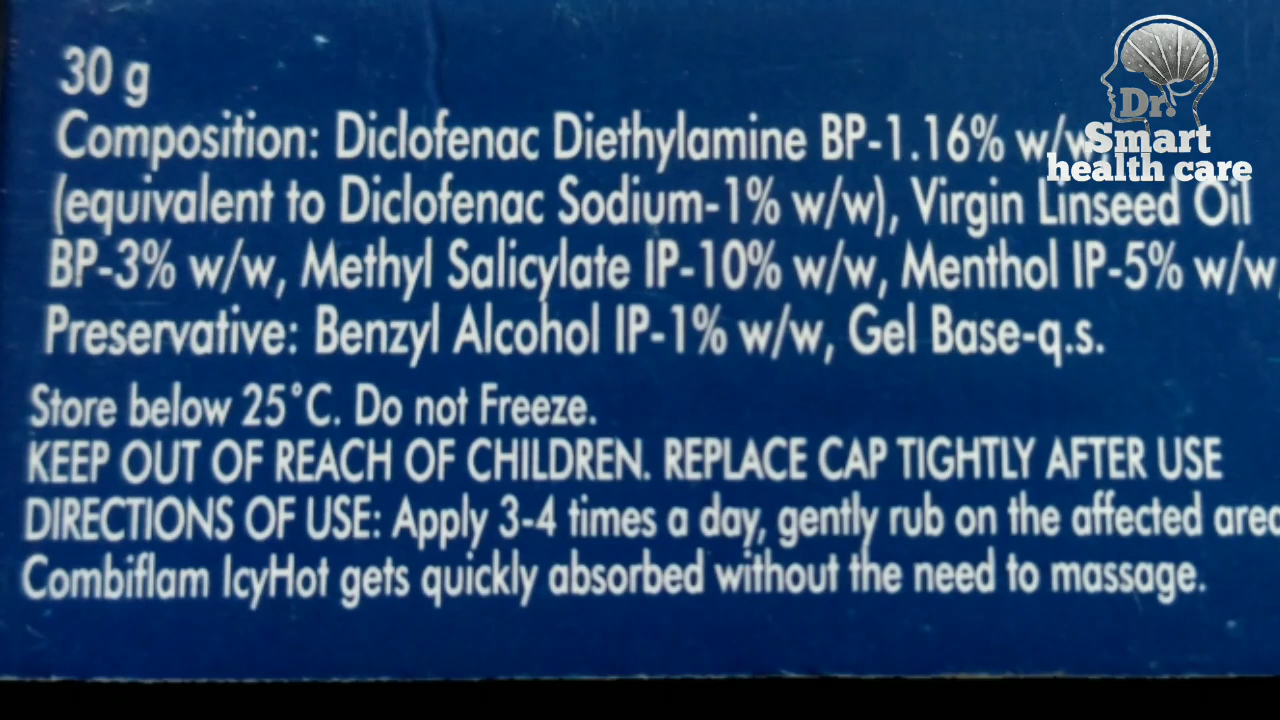 30 g
Composition: Diclofenac Diethylamine BP-1.16% w/w,
(equivalent to Diclofenac Sodium-1% w/w), Virgin Linseed Oil
BP-3% w/w, Methyl Salicylate IP-10% w/w, Menthol IP-5% w/w,
Preservative: Benzyl Alcohol IP-1% w/w, Gel Base-q.s.
Store below 25°C. Do not Freeze.
KEEP OUT OF REACH OF CHILDREN. REPLACE CAP TIGHTLY AFTER USE
DIRECTIONS OF USE: Apply 3-4 times a day, gently rub on the affected area
Combiflam IcyHot gets quickly absorbed without the need to massage.
Dr.
Smart
health care